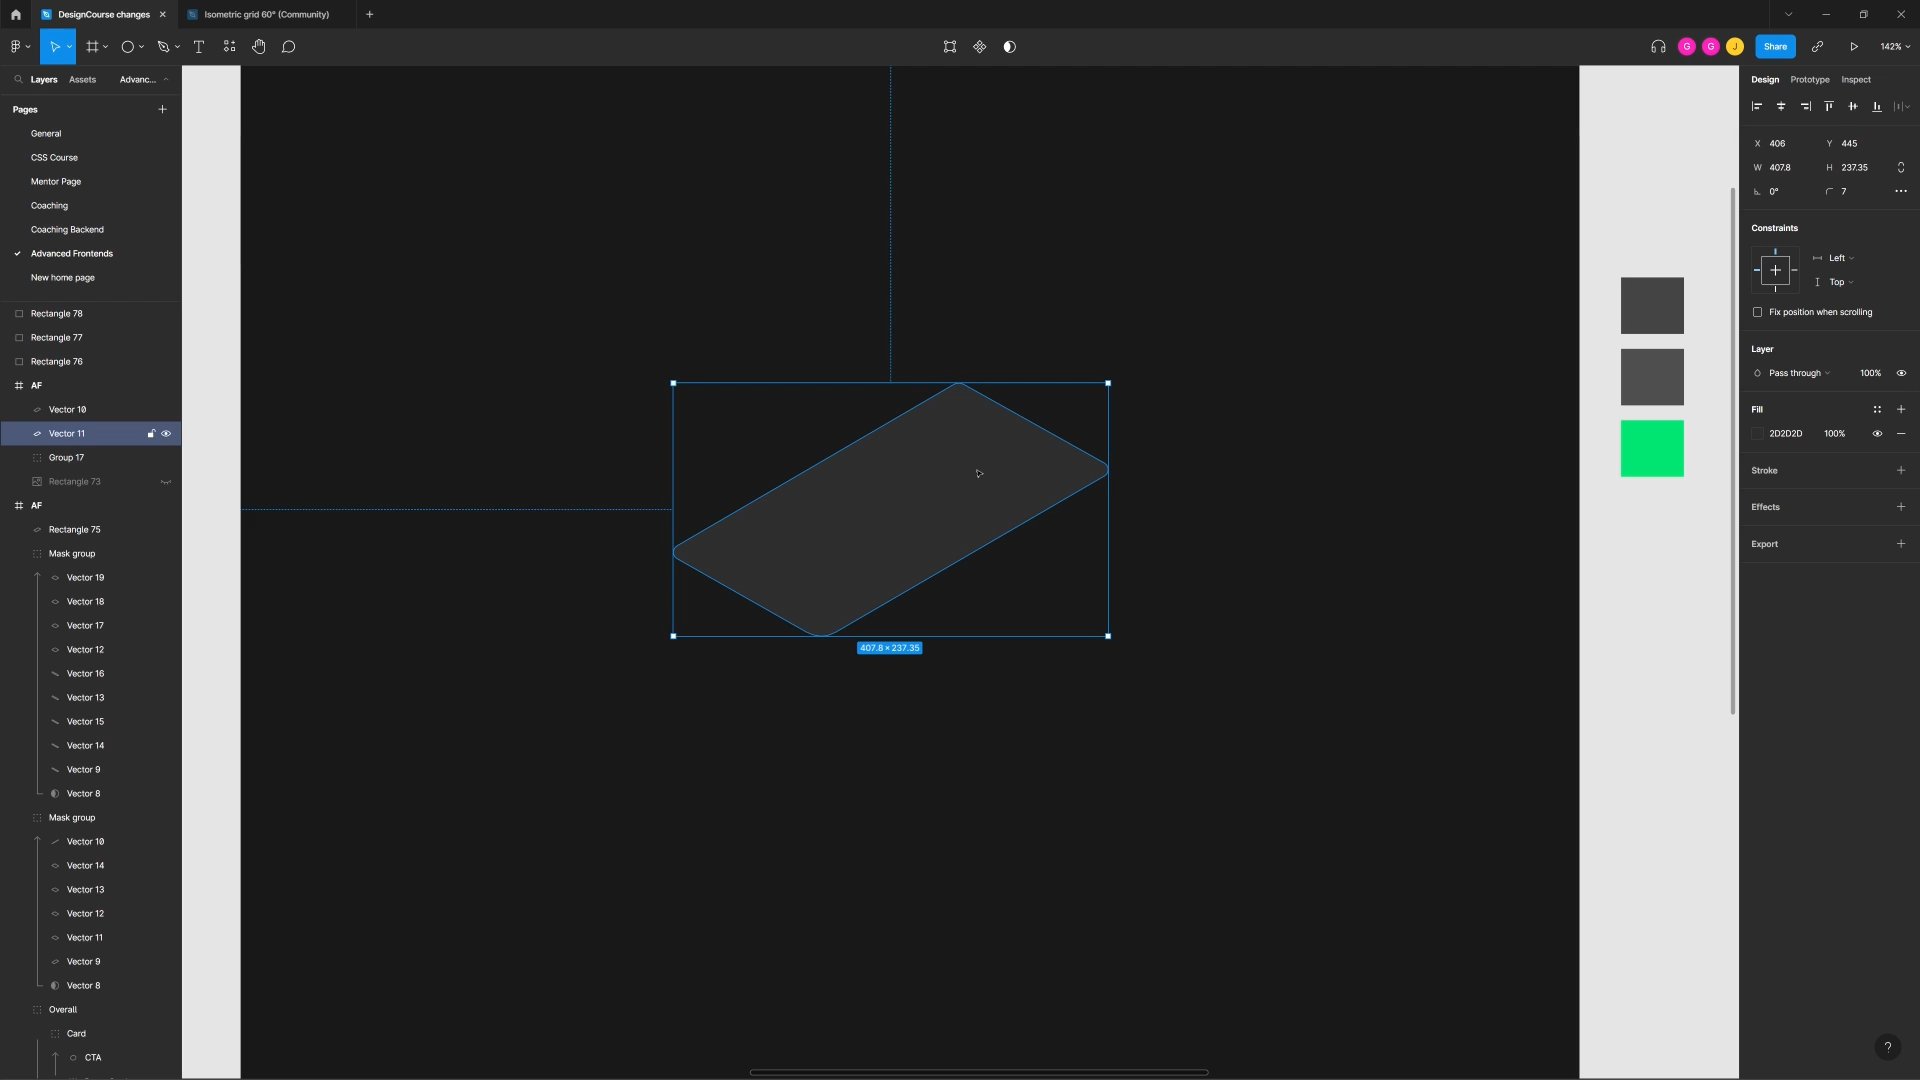 DesignCourse changes
Isometric grid 60° (Community)
Share
142%
Layers
Assets
Advanc...
Pages
General
CSS Course
Mentor Page
Coaching
Coaching Backend
Advanced Frontends
New home page
Rectangle 78
Rectangle 77
Rectangle 76
AF
Vector 10
Vector 11
Group 17
Rectangle 73
AF
Rectangle 75
Mask group
Vector 19
Vector 18
Vector 17
Vector 12
Vector 16
Vector 13
Vector 15
Vector 14
Vector 9
Vector 8
Mask group
Vector 10
Vector 14
Vector 13
Vector 12
Vector 11
Vector 9
Vector 8
Overall
Card
CTA
407.8 × 237.35
G
G
J
Design
Prototype
Inspect
X 406
Y 445
W 407.8
H 237.35
0°
7
Constraints
Left
Top
Fix position when scrolling
Layer
Pass through
100%
Fill
2D2D2D
100%
Stroke
Effects
Export
?